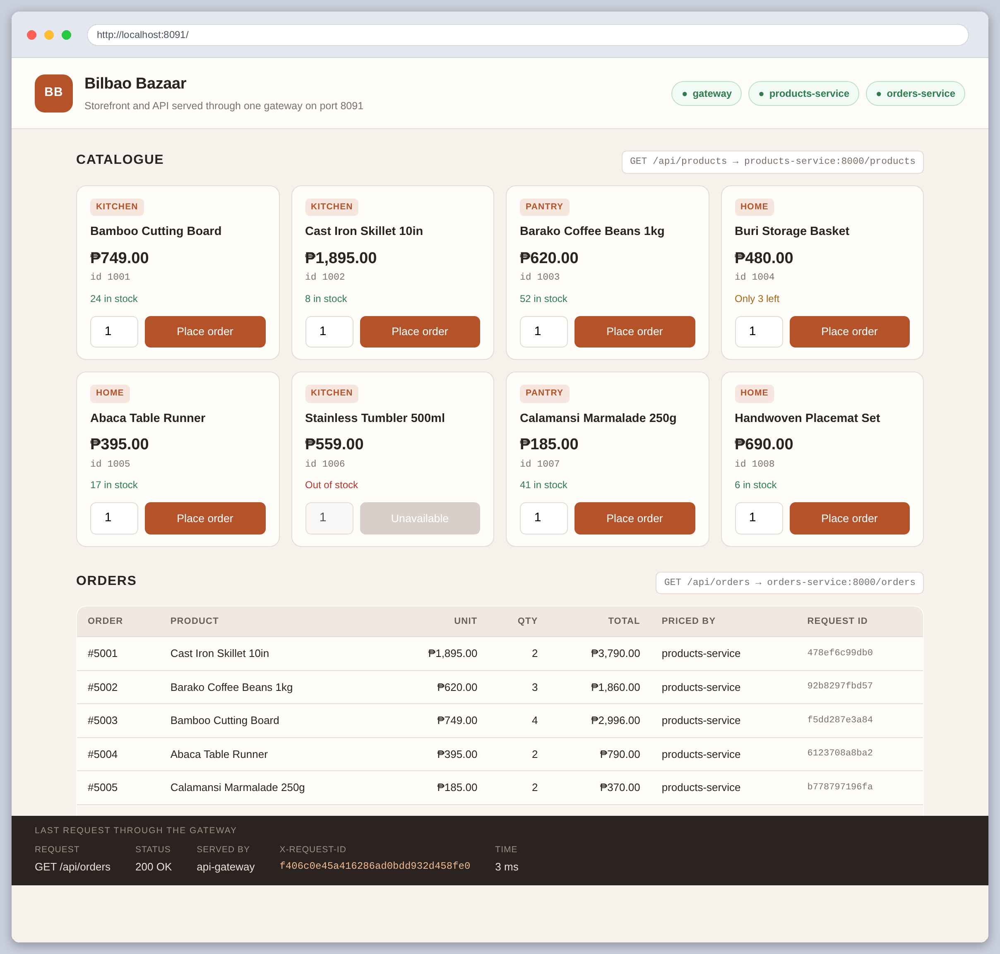 http://localhost:8091/
BB
Bilbao Bazaar
Storefront and API served through one gateway on port 8091
● gateway
● products-service
● orders-service
CATALOGUE
GET /api/products → products-service:8000/products
KITCHEN
Bamboo Cutting Board
₱749.00
id 1001
24 in stock
1 Place order
KITCHEN
Cast Iron Skillet 10in
₱1,895.00
id 1002
8 in stock
1 Place order
PANTRY
Barako Coffee Beans 1kg
₱620.00
id 1003
52 in stock
1 Place order
HOME
Buri Storage Basket
₱480.00
id 1004
Only 3 left
1 Place order
HOME
Abaca Table Runner
₱395.00
id 1005
17 in stock
1 Place order
KITCHEN
Stainless Tumbler 500ml
₱559.00
id 1006
Out of stock
1 Unavailable
PANTRY
Calamansi Marmalade 250g
₱185.00
id 1007
41 in stock
1 Place order
HOME
Handwoven Placemat Set
₱690.00
id 1008
6 in stock
1 Place order
ORDERS
GET /api/orders → orders-service:8000/orders
ORDER PRODUCT UNIT QTY TOTAL PRICED BY REQUEST ID
#5001 Cast Iron Skillet 10in ₱1,895.00 2 ₱3,790.00 products-service 478ef6c99db0
#5002 Barako Coffee Beans 1kg ₱620.00 3 ₱1,860.00 products-service 92b8297fbd57
#5003 Bamboo Cutting Board ₱749.00 4 ₱2,996.00 products-service f5dd287e3a84
#5004 Abaca Table Runner ₱395.00 2 ₱790.00 products-service 6123708a8ba2
#5005 Calamansi Marmalade 250g ₱185.00 2 ₱370.00 products-service b778797196fa
LAST REQUEST THROUGH THE GATEWAY
REQUEST STATUS SERVED BY X-REQUEST-ID TIME
GET /api/orders 200 OK api-gateway f406c0e45a416286ad0bdd932d458fe0 3 ms